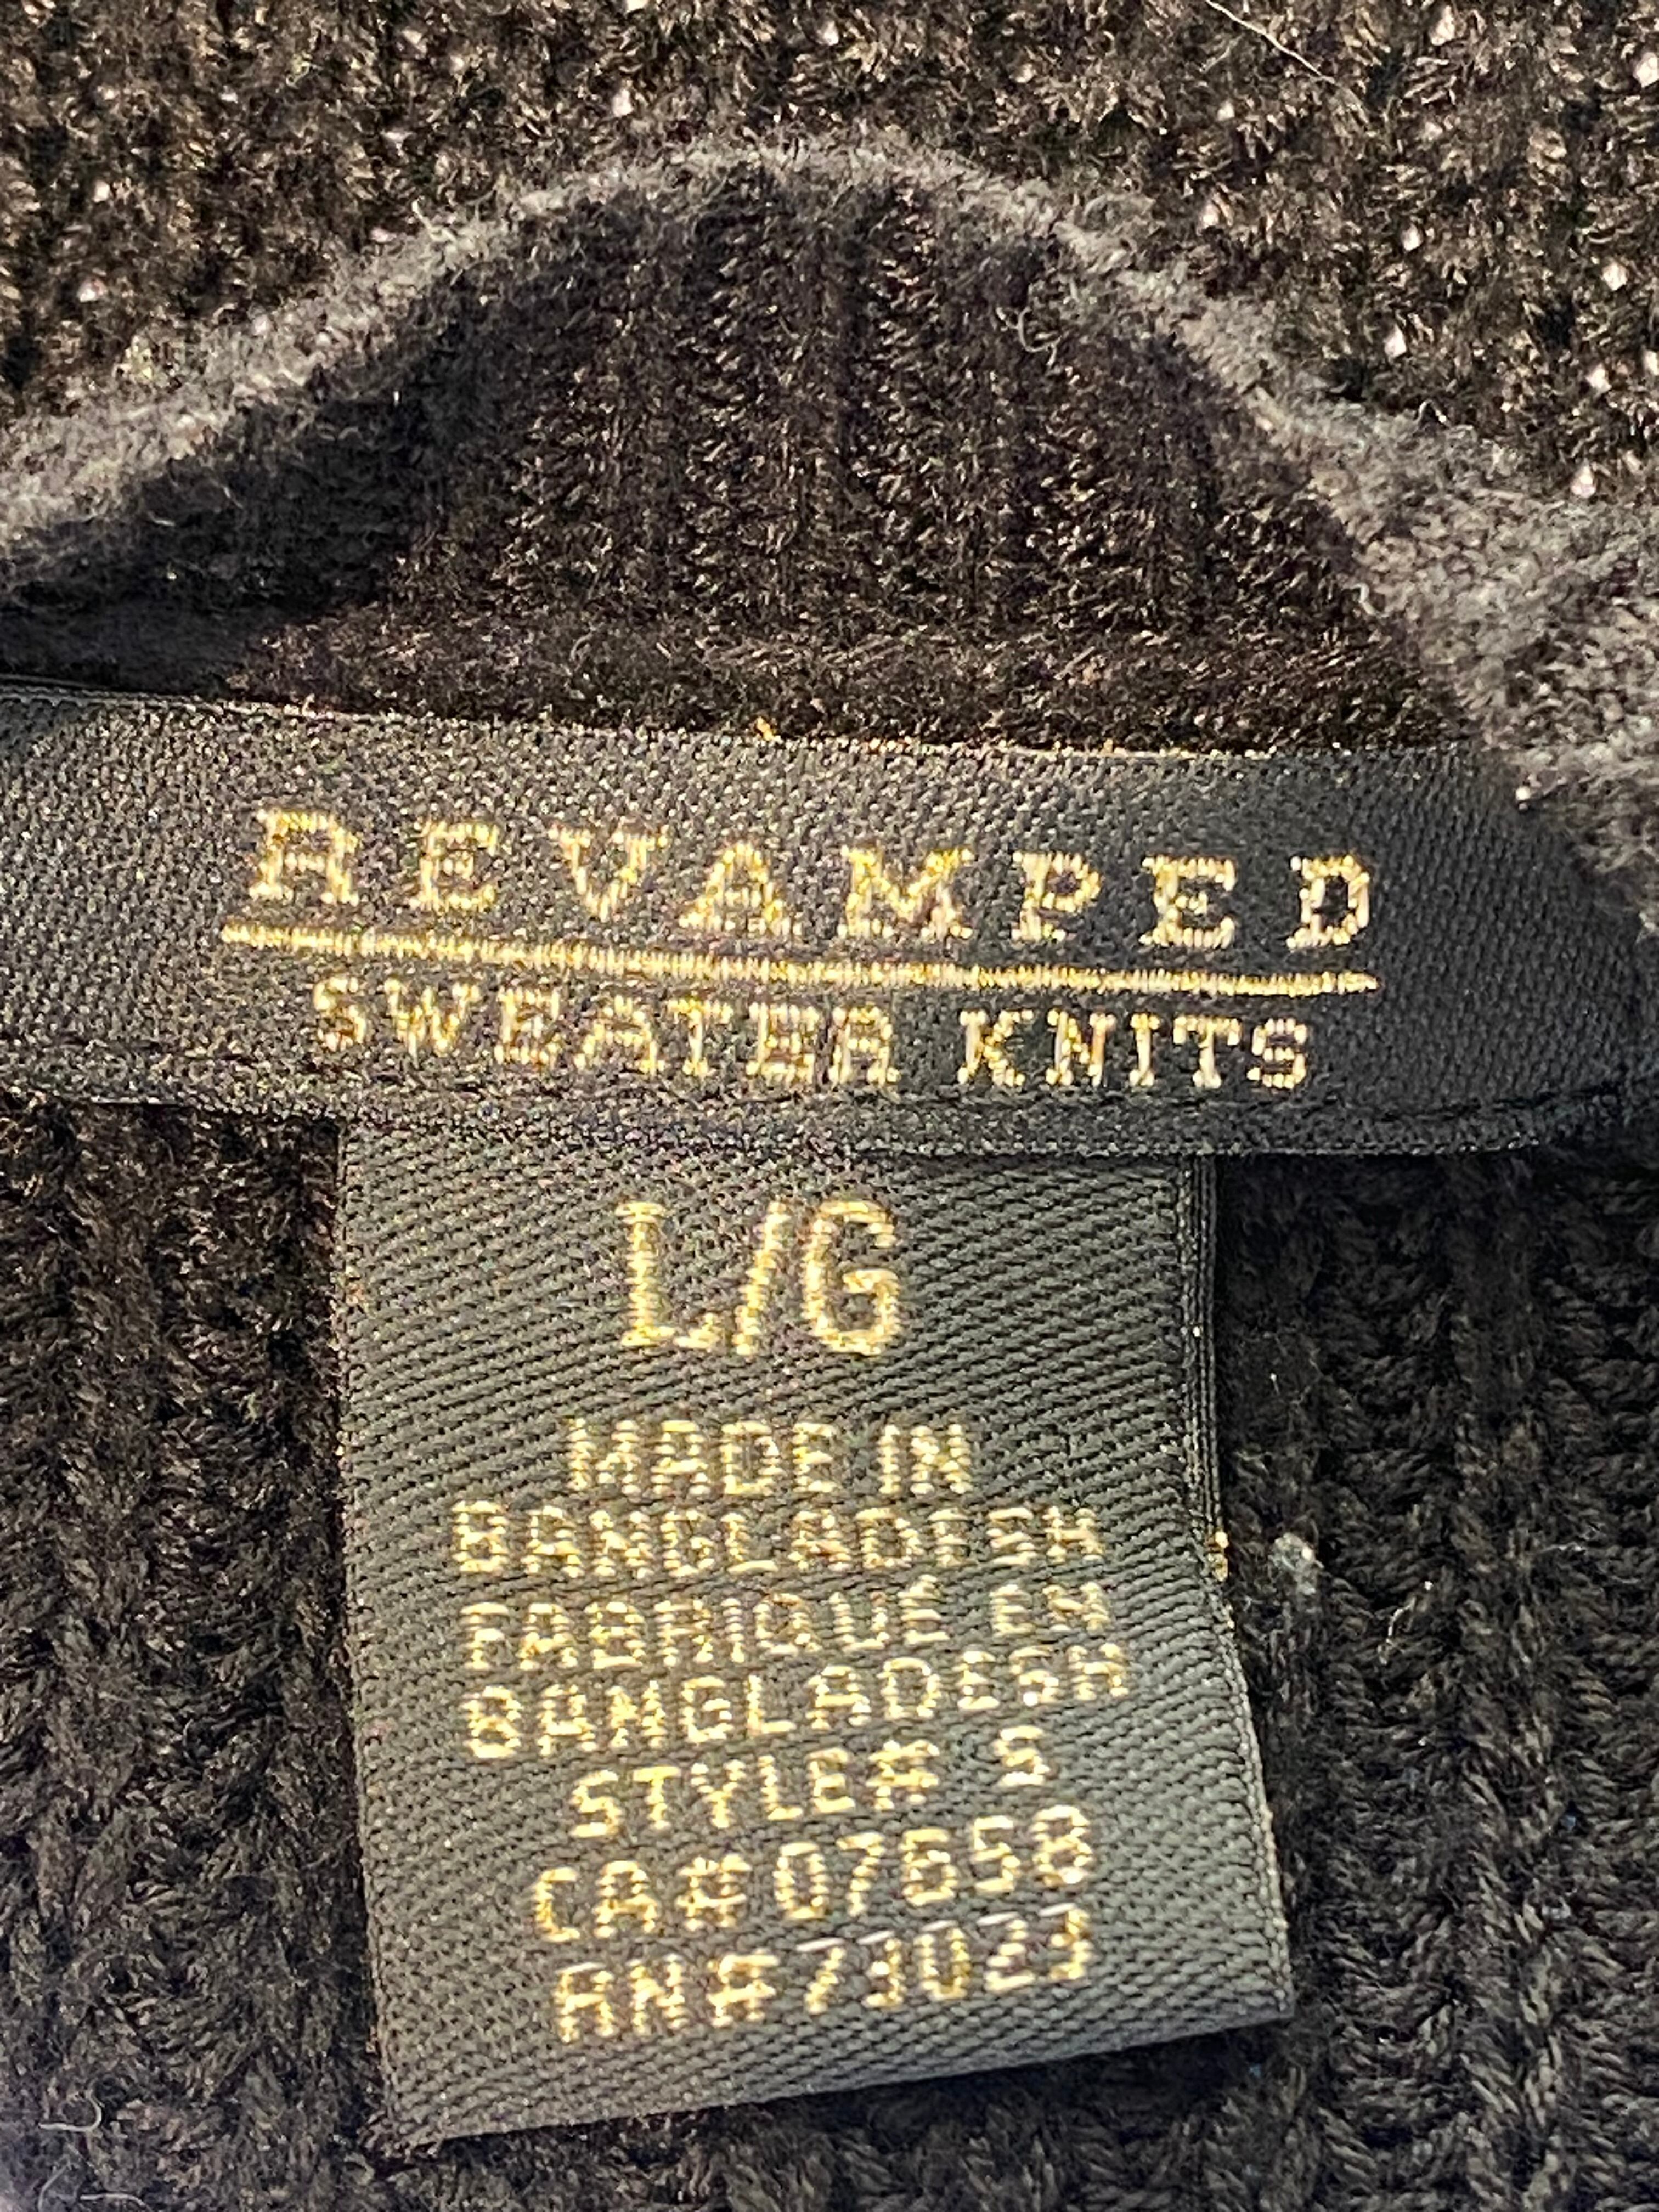 REVAMPED
SWEATER KNITS
L/G
MADE IN
BANGLADESH
FABRIQUÉ EN
BANGLADESH
STYLE# S
CA#07658
RN#73023